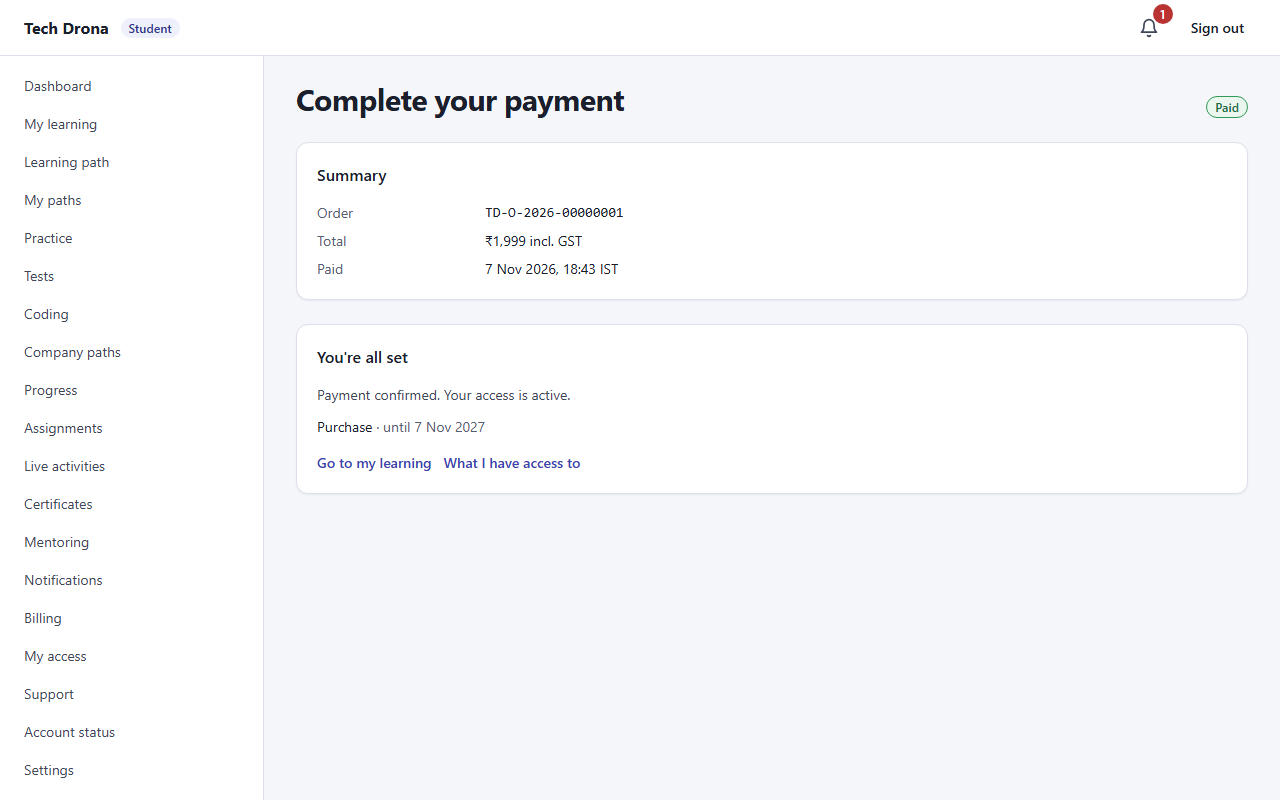 Tech Drona Student 1 Sign out
Dashboard
My learning
Learning path
My paths
Practice
Tests
Coding
Company paths
Progress
Assignments
Live activities
Certificates
Mentoring
Notifications
Billing
My access
Support
Account status
Settings
Complete your payment
Paid
Summary
Order TD-O-2026-00000001
Total ₹1,999 incl. GST
Paid 7 Nov 2026, 18:43 IST
You're all set
Payment confirmed. Your access is active.
Purchase · until 7 Nov 2027
Go to my learning What I have access to